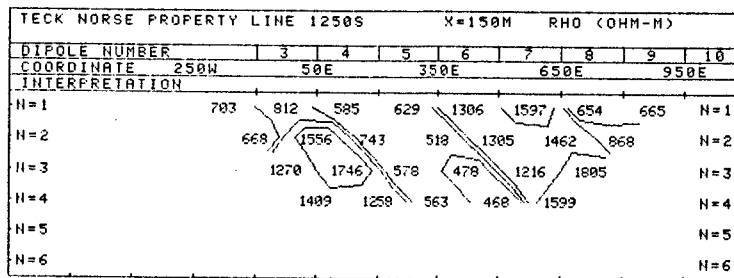 TECK NORSE PROPERTY LINE 1250S X=150M RHO (OHM-M)
DIPOLE NUMBER 3 4 5 6 7 8 9 10
COORDINATE 250W 50E 350E 650E 950E
INTERPRETATION
N=1 703 812 585 629 1306 1597 654 665 N=1
N=2 668 1556 743 518 1305 1462 868 N=2
N=3 1270 1746 578 478 1216 1805 N=3
N=4 1409 1258 563 468 1599 N=4
N=5 N=5
N=6 N=6